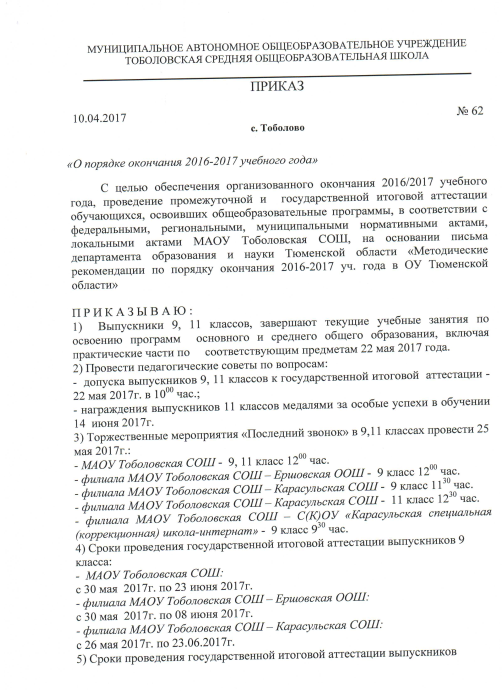 МУНИЦИПАЛЬНОЕ АВТОНОМНОЕ ОБЩЕОБРАЗОВАТЕЛЬНОЕ УЧРЕЖДЕНИЕ
ТОБОЛОВСКАЯ СРЕДНЯЯ ОБЩЕОБРАЗОВАТЕЛЬНАЯ ШКОЛА
ПРИКАЗ
10.04.2017 № 62
с. Тоболово
«О порядке окончания 2016-2017 учебного года»
С целью обеспечения организованного окончания 2016/2017 учебного
года, проведение промежуточной и государственной итоговой аттестации
обучающихся, освоивших общеобразовательные программы, в соответствии с
федеральными, региональными, муниципальными нормативными актами,
локальными актами МАОУ Тоболовская СОШ, на основании письма
департамента образования и науки Тюменской области «Методические
рекомендации по порядку окончания 2016-2017 уч. года в ОУ Тюменской
области»
П Р И К А З Ы В А Ю :
1) Выпускники 9, 11 классов, завершают текущие учебные занятия по
освоению программ основного и среднего общего образования, включая
практические части по соответствующим предметам 22 мая 2017 года.
2) Провести педагогические советы по вопросам:
- допуска выпускников 9, 11 классов к государственной итоговой аттестации -
22 мая 2017г. в 10⁰⁰ час.;
- награждения выпускников 11 классов медалями за особые успехи в обучении
14 июня 2017г.
3) Торжественные мероприятия «Последний звонок» в 9,11 классах провести 25
мая 2017г.:
- МАОУ Тоболовская СОШ - 9, 11 класс 12⁰⁰ час.
- филиала МАОУ Тоболовская СОШ – Ершовская ООШ - 9 класс 12⁰⁰ час.
- филиала МАОУ Тоболовская СОШ – Карасульская СОШ - 9 класс 11³⁰ час.
- филиала МАОУ Тоболовская СОШ – Карасульская СОШ - 11 класс 12³⁰ час.
- филиала МАОУ Тоболовская СОШ – С(К)ОУ «Карасульская специальная
(коррекционная) школа-интернат» - 9 класс 9³⁰ час.
4) Сроки проведения государственной итоговой аттестации выпускников 9
класса:
- МАОУ Тоболовская СОШ:
с 30 мая 2017г. по 23 июня 2017г.
- филиала МАОУ Тоболовская СОШ – Ершовская ООШ:
с 30 мая 2017г. по 08 июня 2017г.
- филиала МАОУ Тоболовская СОШ – Карасульская СОШ:
с 26 мая 2017г. по 23.06.2017г.
5) Сроки проведения государственной итоговой аттестации выпускников